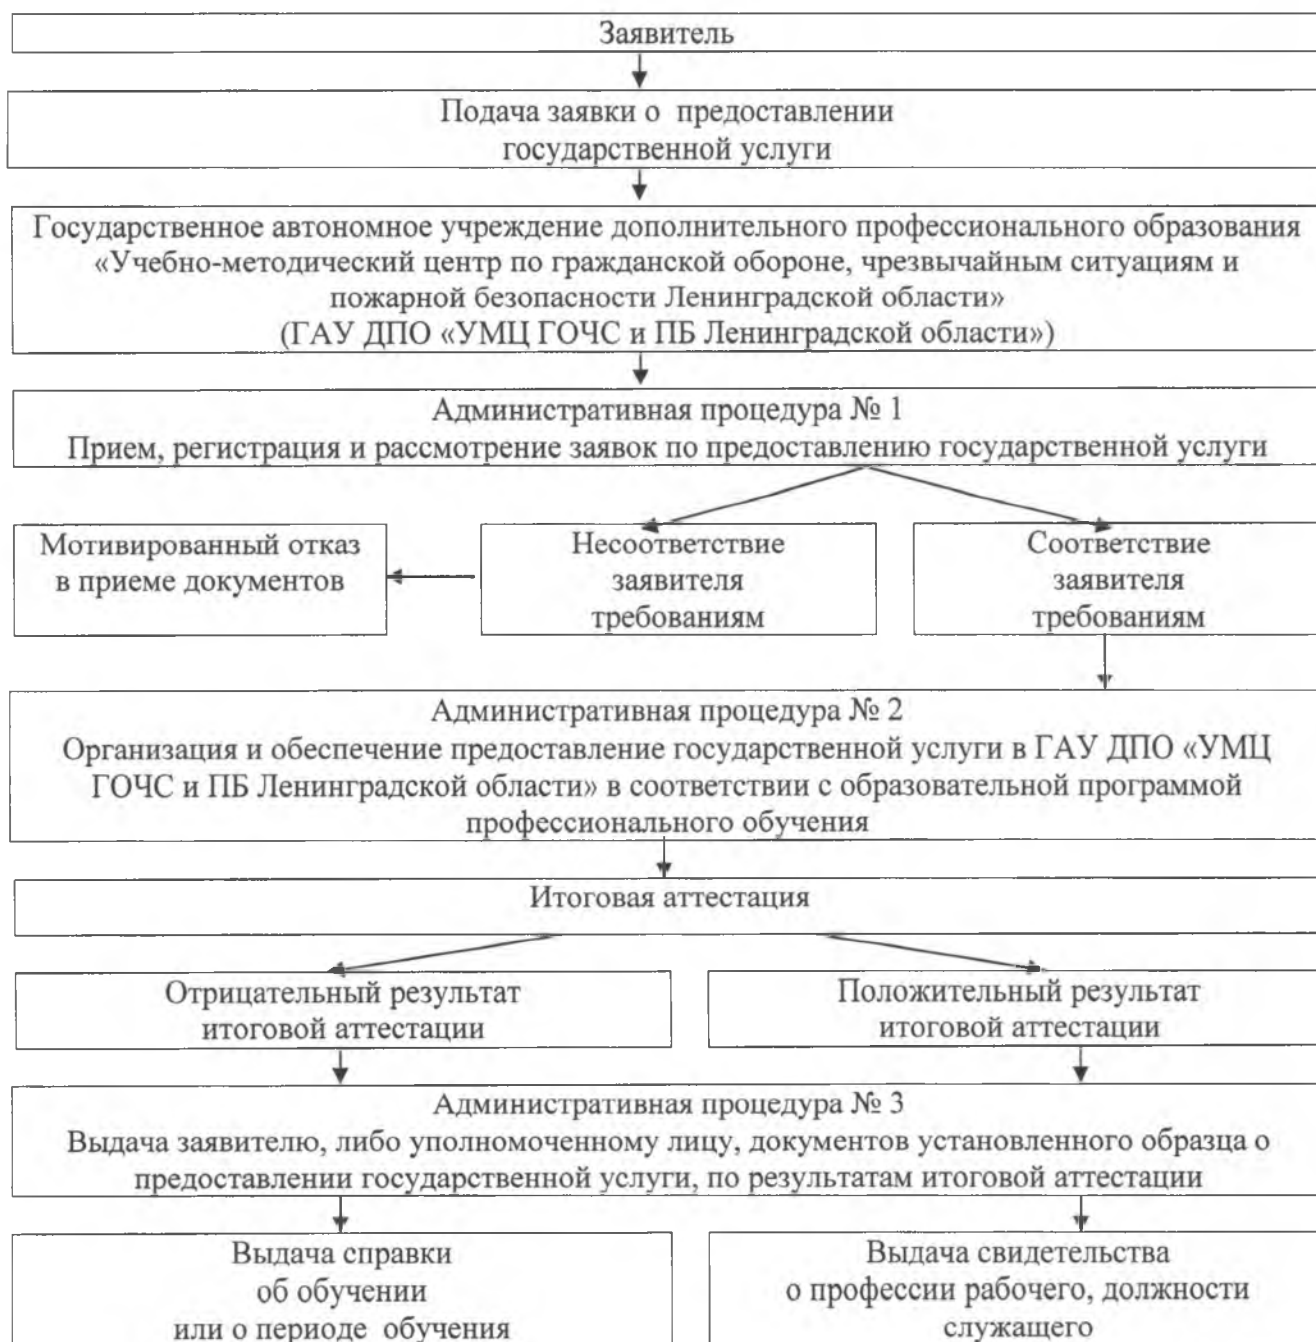 Заявитель
Подача заявки о предоставлении
государственной услуги
Государственное автономное учреждение дополнительного профессионального образования
«Учебно-методический центр по гражданской обороне, чрезвычайным ситуациям и
пожарной безопасности Ленинградской области»
(ГАУ ДПО «УМЦ ГОЧС и ПБ Ленинградской области»)
Административная процедура № 1
Прием, регистрация и рассмотрение заявок по предоставлению государственной услуги
Мотивированный отказ
в приеме документов
Несоответствие
заявителя
требованиям
Соответствие
заявителя
требованиям
Административная процедура № 2
Организация и обеспечение предоставление государственной услуги в ГАУ ДПО «УМЦ
ГОЧС и ПБ Ленинградской области» в соответствии с образовательной программой
профессионального обучения
Итоговая аттестация
Отрицательный результат
итоговой аттестации
Положительный результат
итоговой аттестации
Административная процедура № 3
Выдача заявителю, либо уполномоченному лицу, документов установленного образца о
предоставлении государственной услуги, по результатам итоговой аттестации
Выдача справки
об обучении
или о периоде обучения
Выдача свидетельства
о профессии рабочего, должности
служащего